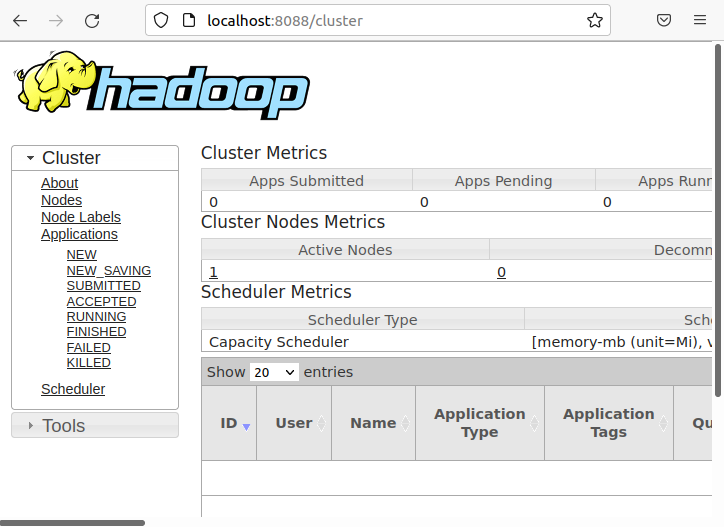 localhost:8088/cluster
hadoop
Cluster
About
Nodes
Node Labels
Applications
NEW
NEW_SAVING
SUBMITTED
ACCEPTED
RUNNING
FINISHED
FAILED
KILLED
Scheduler
Tools
Cluster Metrics
Apps Submitted Apps Pending Apps Runn
0 0 0
Cluster Nodes Metrics
Active Nodes Decomm
1 0
Scheduler Metrics
Scheduler Type Sche
Capacity Scheduler [memory-mb (unit=Mi), v
Show 20 entries
ID User Name Application Type Application Tags Qu